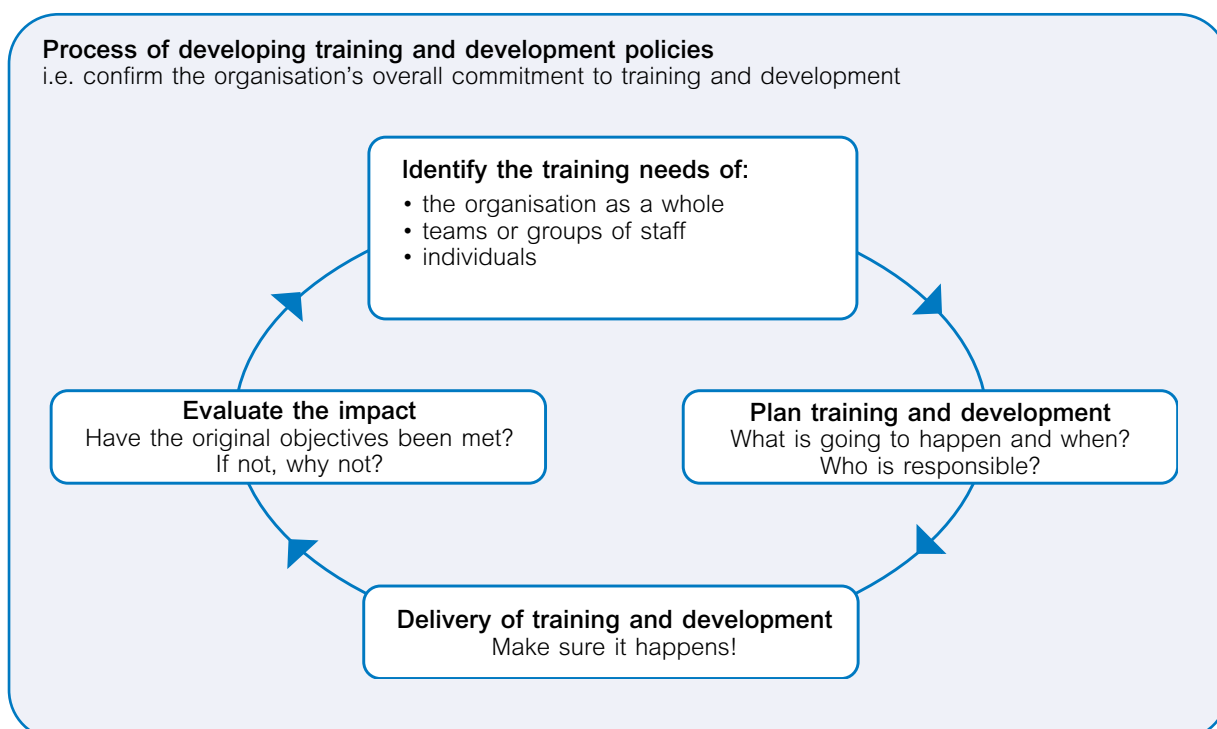 Process of developing training and development policies
i.e. confirm the organisation’s overall commitment to training and development
Identify the training needs of:
• the organisation as a whole
• teams or groups of staff
• individuals
Evaluate the impact
Have the original objectives been met?
If not, why not?
Plan training and development
What is going to happen and when?
Who is responsible?
Delivery of training and development
Make sure it happens!